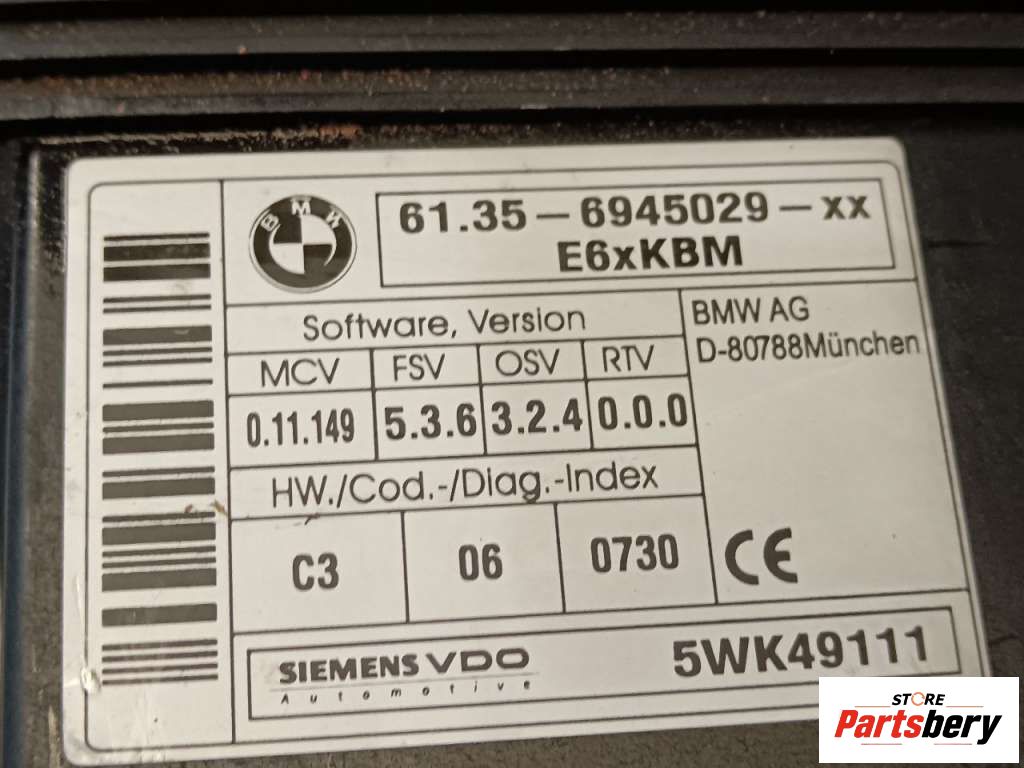 BMW
61.35-6945029-xx
E6xKBM
Software, Version
MCV FSV OSV RTV
0.11.149 5.3.6 3.2.4 0.0.0
BMW AG
D-80788München
HW./Cod.-/Diag.-Index
C3 06 0730
CE
SIEMENS VDO
Automotive
5WK49111
STORE
Partsbery